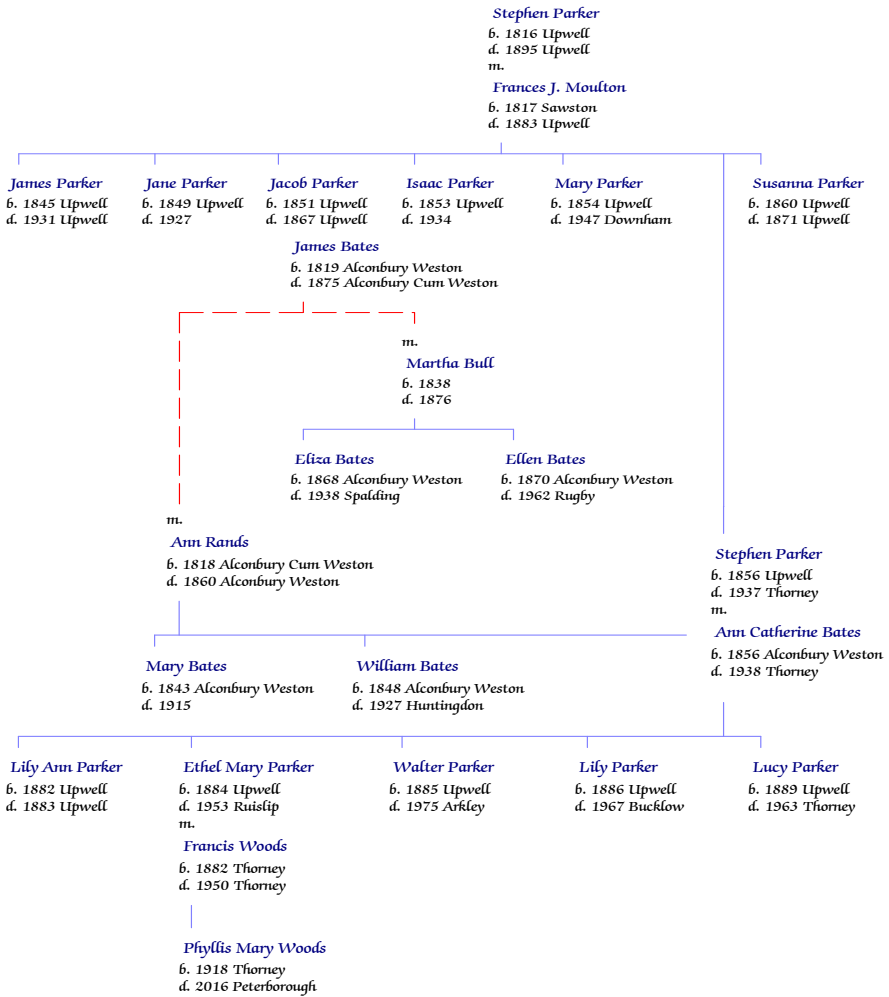 Stephen Parker
b. 1816 Upwell
d. 1895 Upwell
m.
Frances J. Moulton
b. 1817 Sawston
d. 1883 Upwell
James Parker
b. 1845 Upwell
d. 1931 Upwell
Jane Parker
b. 1849 Upwell
d. 1927
Jacob Parker
b. 1851 Upwell
d. 1867 Upwell
Isaac Parker
b. 1853 Upwell
d. 1934
Mary Parker
b. 1854 Upwell
d. 1947 Downham
Susanna Parker
b. 1860 Upwell
d. 1871 Upwell
James Bates
b. 1819 Alconbury Weston
d. 1875 Alconbury Cum Weston
m.
Martha Bull
b. 1838
d. 1876
Eliza Bates
b. 1868 Alconbury Weston
d. 1938 Spalding
Ellen Bates
b. 1870 Alconbury Weston
d. 1962 Rugby
m.
Ann Rands
b. 1818 Alconbury Cum Weston
d. 1860 Alconbury Weston
Stephen Parker
b. 1856 Upwell
d. 1937 Thorney
m.
Ann Catherine Bates
b. 1856 Alconbury Weston
d. 1938 Thorney
Mary Bates
b. 1843 Alconbury Weston
d. 1915
William Bates
b. 1848 Alconbury Weston
d. 1927 Huntingdon
Lily Ann Parker
b. 1882 Upwell
d. 1883 Upwell
Ethel Mary Parker
b. 1884 Upwell
d. 1953 Ruislip
m.
Francis Woods
b. 1882 Thorney
d. 1950 Thorney
Walter Parker
b. 1885 Upwell
d. 1975 Arkley
Lily Parker
b. 1886 Upwell
d. 1967 Bucklow
Lucy Parker
b. 1889 Upwell
d. 1963 Thorney
Phyllis Mary Woods
b. 1918 Thorney
d. 2016 Peterborough